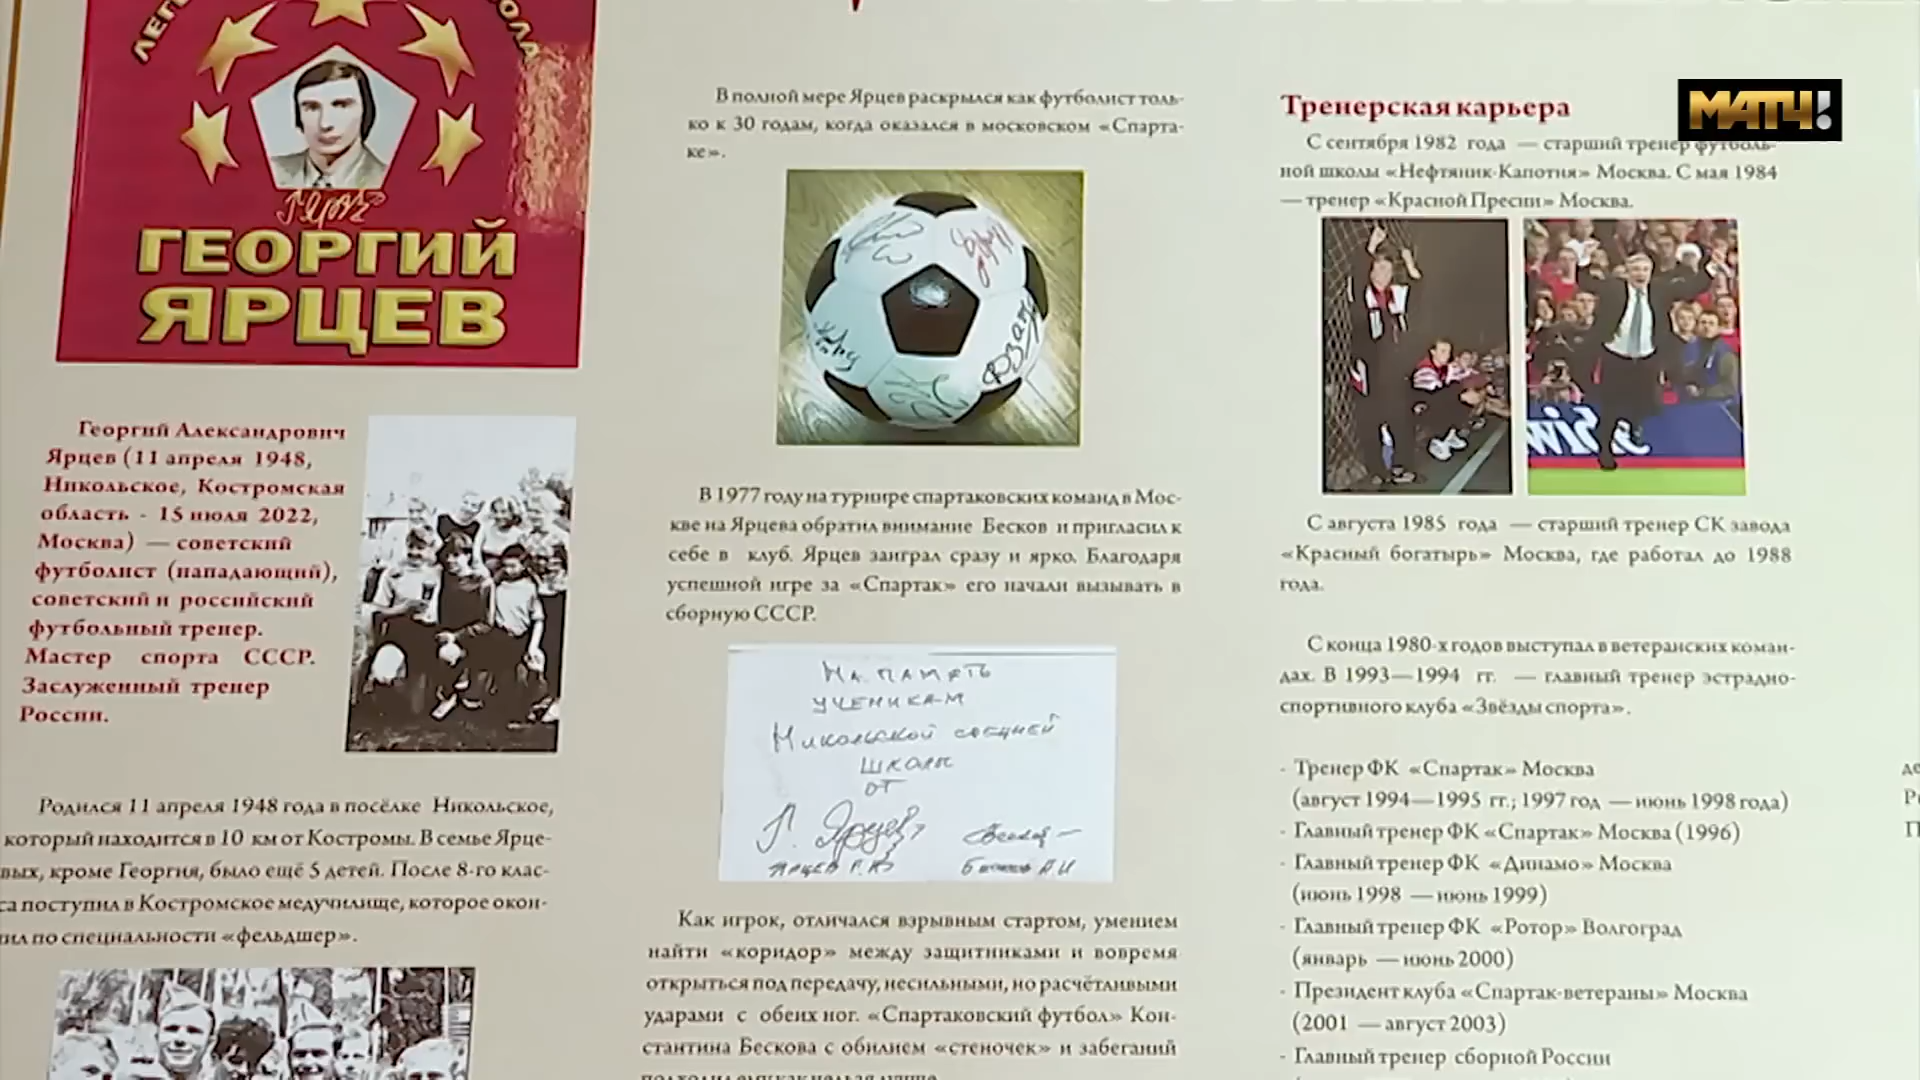 ГЕОРГИЙ
ЯРЦЕВ
Георгий Александрович
Ярцев (11 апреля 1948,
Никольское, Костромская
область - 15 июля 2022,
Москва) — советский
футболист (нападающий),
советский и российский
футбольный тренер.
Мастер спорта СССР.
Заслуженный тренер
России.
Родился 11 апреля 1948 года в посёлке Никольское,
который находится в 10 км от Костромы. В семье Ярце-
вых, кроме Георгия, было ещё 5 детей. После 8-го клас-
са поступил в Костромское медучилище, которое окон-
чил по специальности «фельдшер».
В полной мере Ярцев раскрылся как футболист толь-
ко к 30 годам, когда оказался в московском «Спарта-
ке».
В 1977 году на турнире спартаковских команд в Мос-
кве на Ярцева обратил внимание Бесков и пригласил к
себе в клуб. Ярцев заиграл сразу и ярко. Благодаря
успешной игре за «Спартак» его начали вызывать в
сборную СССР.
На память
ученикам
Никольской средней
школы
от
Г. Ярцев
Ярцев Г.А.
Как игрок, отличался взрывным стартом, умением
найти «коридор» между защитниками и вовремя
открыться под передачу, несильными, но расчётливыми
ударами с обеих ног. «Спартаковский футбол» Кон-
стантина Бескова с обилием «стеночек» и забеганий
подходил ему как нельзя лучше.
МАТЧ!
Тренерская карьера
С сентября 1982 года — старший тренер футболь-
ной школы «Нефтяник-Капотня» Москва. С мая 1984
— тренер «Красной Пресни» Москва.
С августа 1985 года — старший тренер СК завода
«Красный богатырь» Москва, где работал до 1988
года.
С конца 1980-х годов выступал в ветеранских коман-
дах. В 1993—1994 гг. — главный тренер эстрадно-
спортивного клуба «Звёзды спорта».
- Тренер ФК «Спартак» Москва
(август 1994—1995 гг.; 1997 год — июнь 1998 года)
- Главный тренер ФК «Спартак» Москва (1996)
- Главный тренер ФК «Динамо» Москва
(июнь 1998 — июнь 1999)
- Главный тренер ФК «Ротор» Волгоград
(январь — июнь 2000)
- Президент клуба «Спартак-ветераны» Москва
(2001 — август 2003)
- Главный тренер сборной России